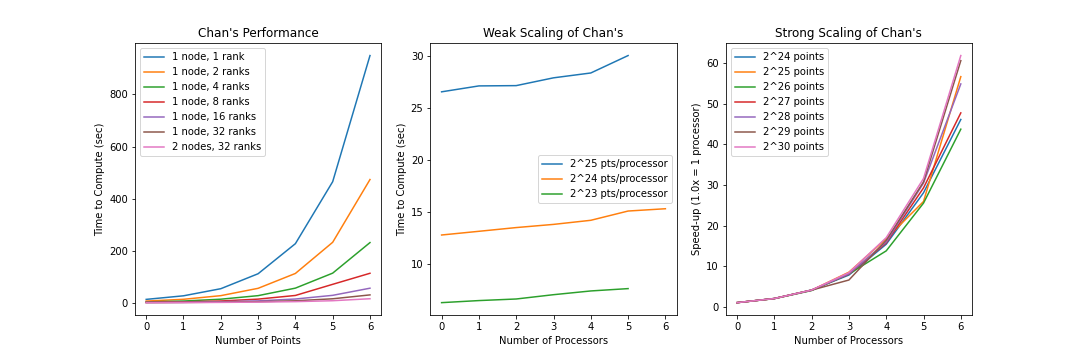 Chan's Performance
Time to Compute (sec)
800
600
400
200
0
1 node, 1 rank
1 node, 2 ranks
1 node, 4 ranks
1 node, 8 ranks
1 node, 16 ranks
1 node, 32 ranks
2 nodes, 32 ranks
0 1 2 3 4 5 6
Number of Points
Weak Scaling of Chan's
Time to Compute (sec)
30
25
20
15
10
2^25 pts/processor
2^24 pts/processor
2^23 pts/processor
0 1 2 3 4 5 6
Number of Processors
Strong Scaling of Chan's
Speed-up (1.0x = 1 processor)
60
50
40
30
20
10
0
2^24 points
2^25 points
2^26 points
2^27 points
2^28 points
2^29 points
2^30 points
0 1 2 3 4 5 6
Number of Processors